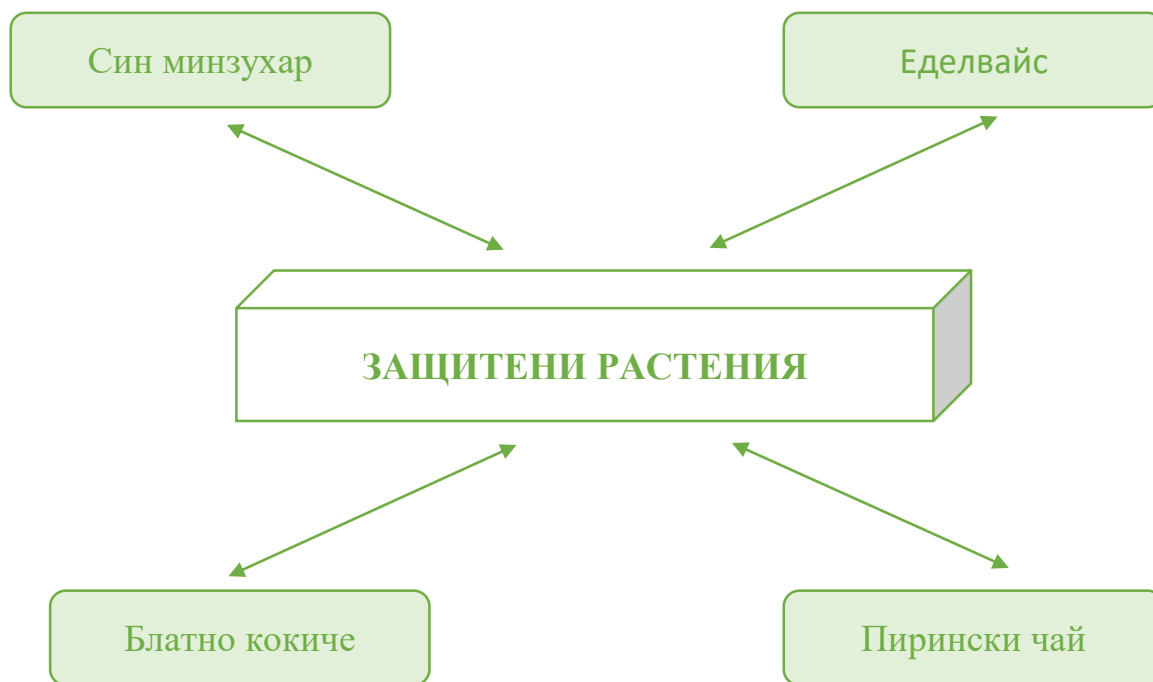 Син минзухар
Еделвайс
ЗАЩИТЕНИ РАСТЕНИЯ
Блатно кокиче
Пирински чай